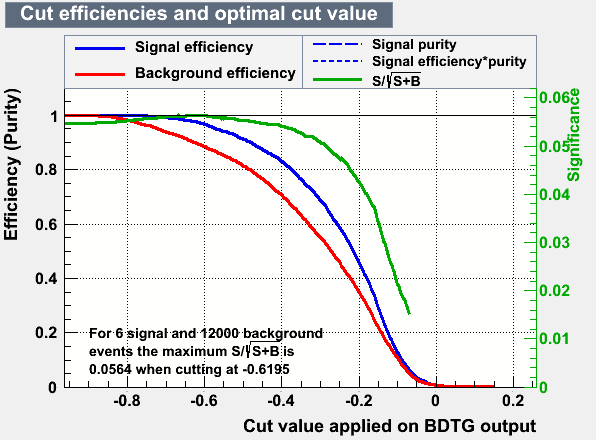 Cut efficiencies and optimal cut value
Signal efficiency
Background efficiency
Signal purity
Signal efficiency*purity
S/√S+B
Efficiency (Purity)
1
0.8
0.6
0.4
0.2
0
0.06
0.05
0.04
0.03
0.02
0.01
0
Significance
For 6 signal and 12000 background
events the maximum S/√S+B is
0.0564 when cutting at -0.6195
-0.8 -0.6 -0.4 -0.2 0 0.2
Cut value applied on BDTG output